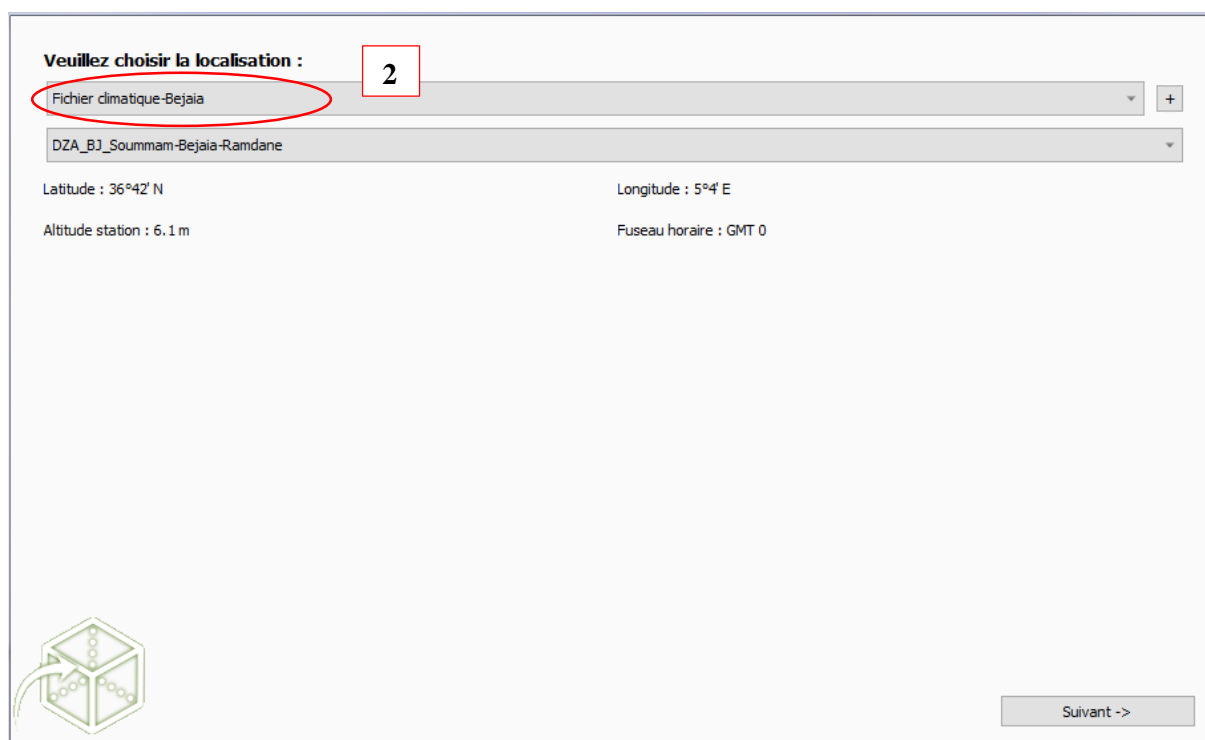 Veuillez choisir la localisation :
2
Fichier climatique-Bejaia
+
DZA_BJ_Soummam-Bejaia-Ramdane
Latitude : 36°42' N
Longitude : 5°4' E
Altitude station : 6.1 m
Fuseau horaire : GMT 0
Suivant ->